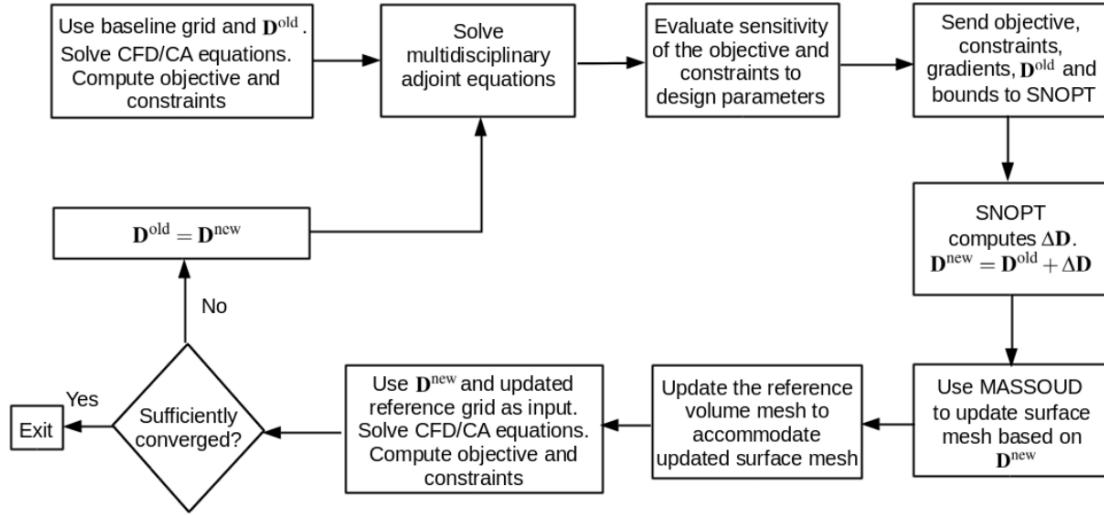 Use baseline grid and D^old.
Solve CFD/CA equations.
Compute objective and
constraints
Solve
multidisciplinary
adjoint equations
Evaluate sensitivity
of the objective and
constraints to
design parameters
Send objective,
constraints,
gradients, D^old and
bounds to SNOPT
SNOPT
computes ΔD.
D^new = D^old + ΔD
Use MASSOUD
to update surface
mesh based on
D^new
Update the reference
volume mesh to
accommodate
updated surface mesh
Use D^new and updated
reference grid as input.
Solve CFD/CA equations.
Compute objective and
constraints
Sufficiently
converged?
Yes
Exit
No
D^old = D^new